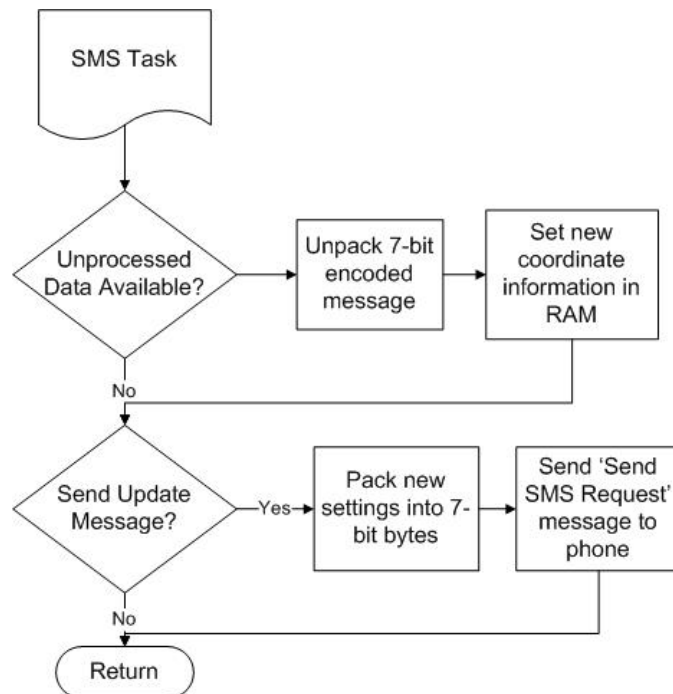 SMS Task
Unprocessed
Data Available?
Unpack 7-bit
encoded
message
Set new
coordinate
information in
RAM
No
Send Update
Message?
Yes
Pack new
settings into 7-
bit bytes
Send ‘Send
SMS Request’
message to
phone
No
Return